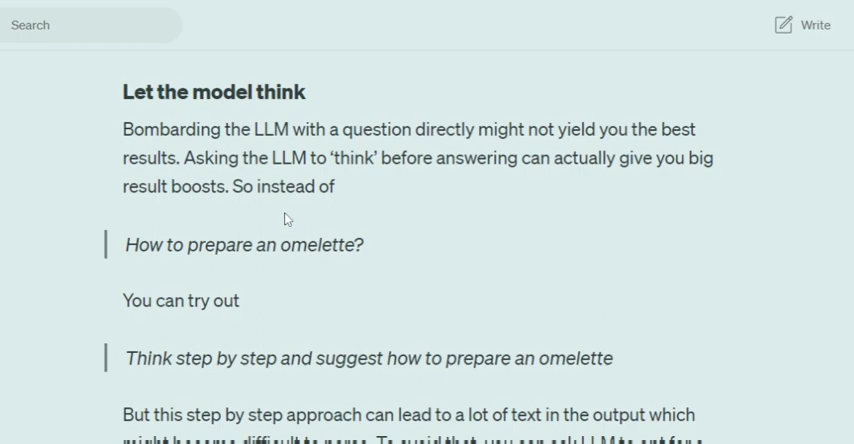 Search
Write
Let the model think
Bombarding the LLM with a question directly might not yield you the best
results. Asking the LLM to ‘think’ before answering can actually give you big
result boosts. So instead of
How to prepare an omelette?
You can try out
Think step by step and suggest how to prepare an omelette
But this step by step approach can lead to a lot of text in the output which